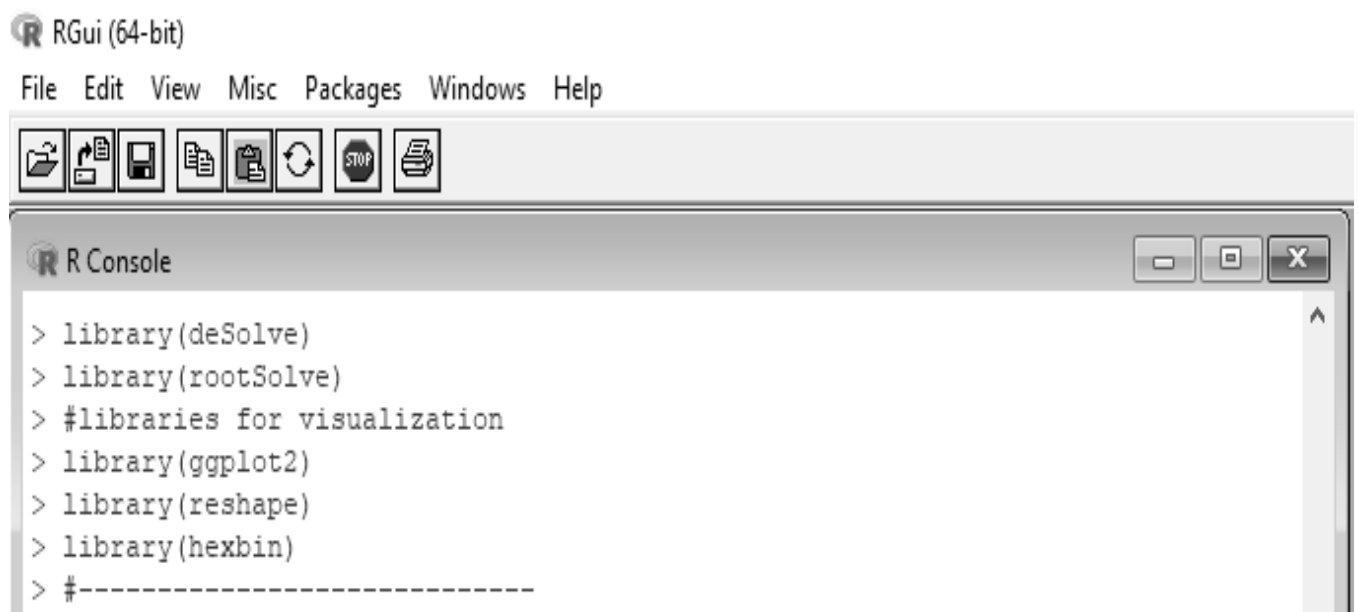 RGui (64-bit)
File Edit View Misc Packages Windows Help
STOP
R Console
> library(deSolve)
> library(rootSolve)
> #libraries for visualization
> library(ggplot2)
> library(reshape)
> library(hexbin)
> #-----------------------------